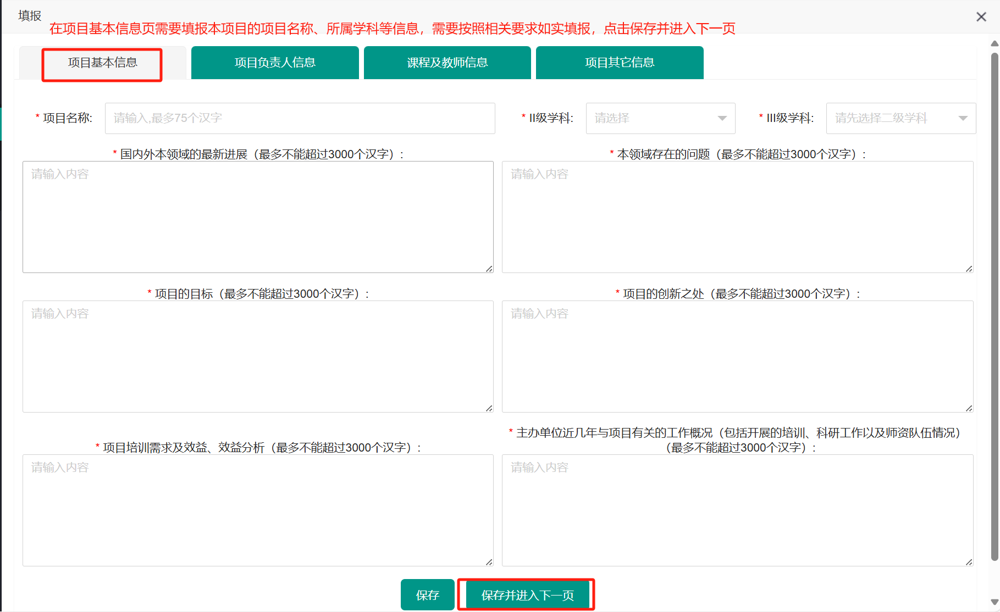 填报
在项目基本信息页需要填报本项目的项目名称、所属学科等信息，需要按照相关要求如实填报，点击保存并进入下一页
项目基本信息 项目负责人信息 课程及教师信息 项目其它信息
* 项目名称: 请输入,最多75个汉字 * II级学科: 请选择 * III级学科: 请先选择二级学科
* 国内外本领域的最新进展（最多不能超过3000个汉字）: * 本领域存在的问题（最多不能超过3000个汉字）:
请输入内容 请输入内容
* 项目的目标（最多不能超过3000个汉字）: * 项目的创新之处（最多不能超过3000个汉字）:
请输入内容 请输入内容
* 项目培训需求及效益、效益分析（最多不能超过3000个汉字）: * 主办单位近几年与项目有关的工作概况（包括开展的培训、科研工作以及师资队伍情况）
（最多不能超过3000个汉字）:
请输入内容 请输入内容
保存 保存并进入下一页